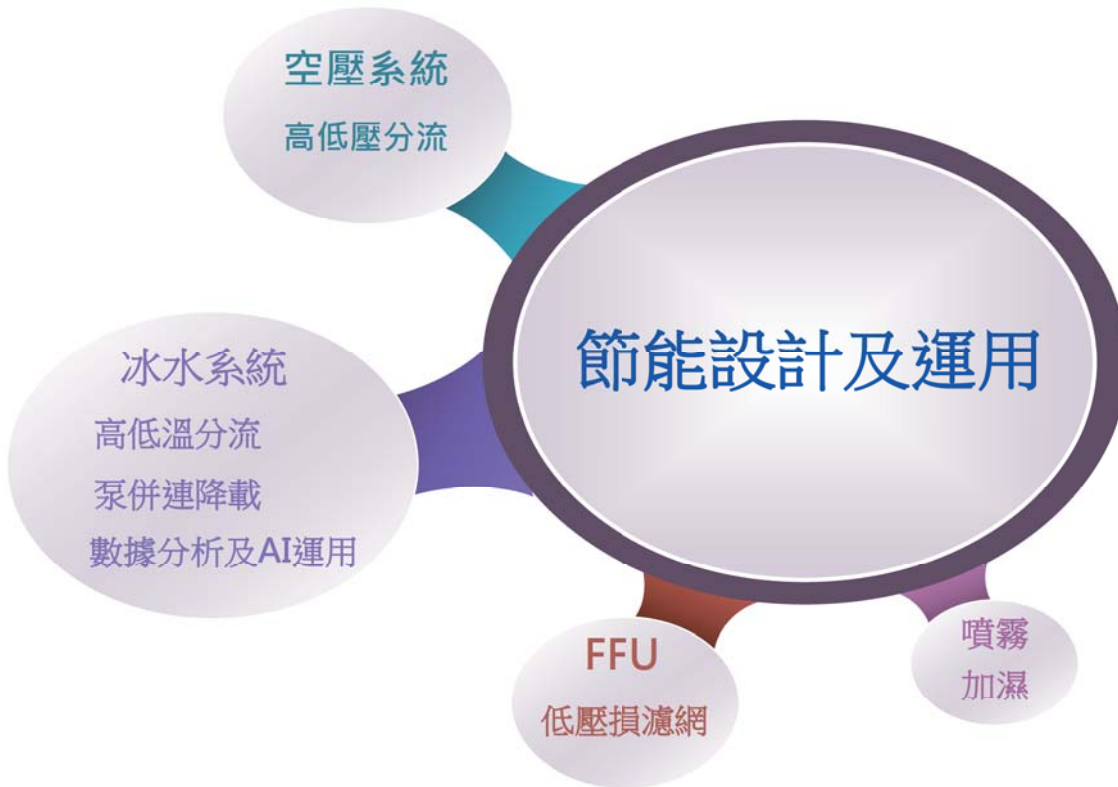 空壓系統
高低壓分流
節能設計及運用
冰水系統
高低溫分流
泵併連降載
數據分析及AI運用
FFU
低壓損濾網
噴霧
加濕